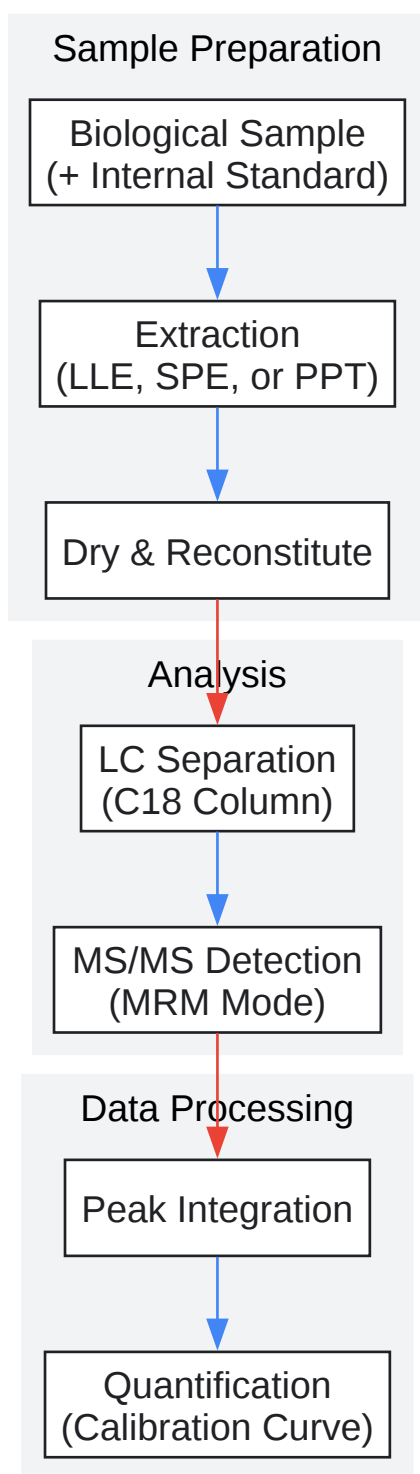 Sample Preparation
Biological Sample
(+ Internal Standard)
Extraction
(LLE, SPE, or PPT)
Dry & Reconstitute
Analysis
LC Separation
(C18 Column)
MS/MS Detection
(MRM Mode)
Data Processing
Peak Integration
Quantification
(Calibration Curve)